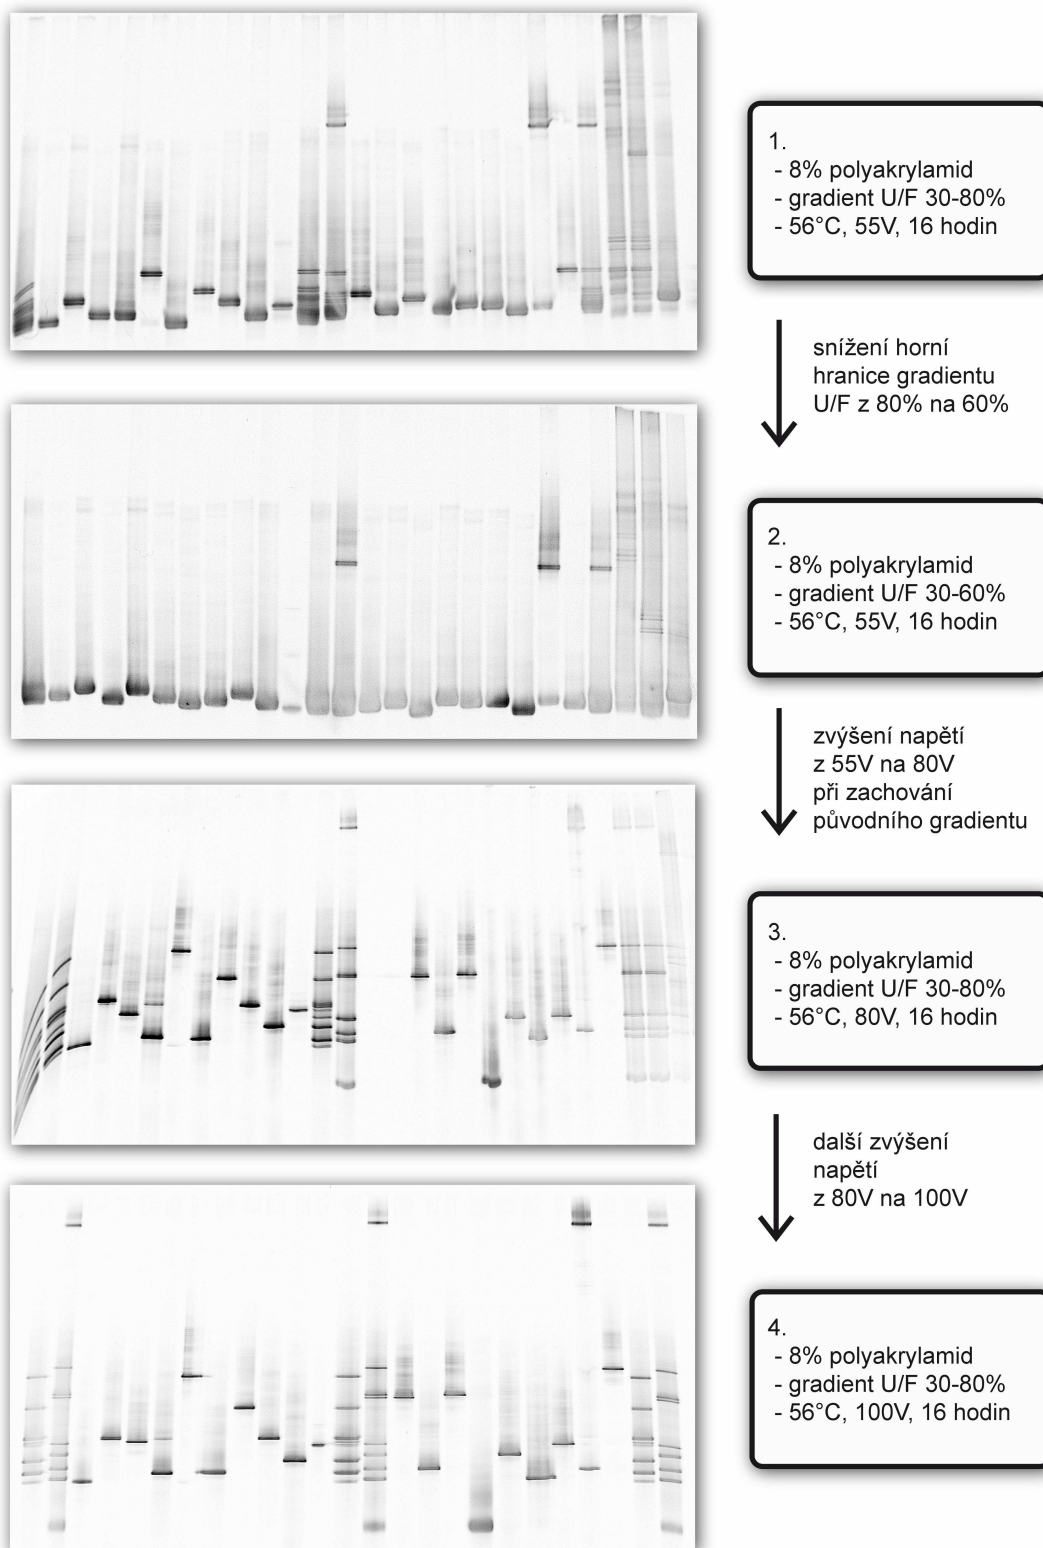 1.
- 8% polyakrylamid
- gradient U/F 30-80%
- 56°C, 55V, 16 hodin
snížení horní
hranice gradientu
U/F z 80% na 60%
2.
- 8% polyakrylamid
- gradient U/F 30-60%
- 56°C, 55V, 16 hodin
zvýšení napětí
z 55V na 80V
při zachování
původního gradientu
3.
- 8% polyakrylamid
- gradient U/F 30-80%
- 56°C, 80V, 16 hodin
další zvýšení
napětí
z 80V na 100V
4.
- 8% polyakrylamid
- gradient U/F 30-80%
- 56°C, 100V, 16 hodin